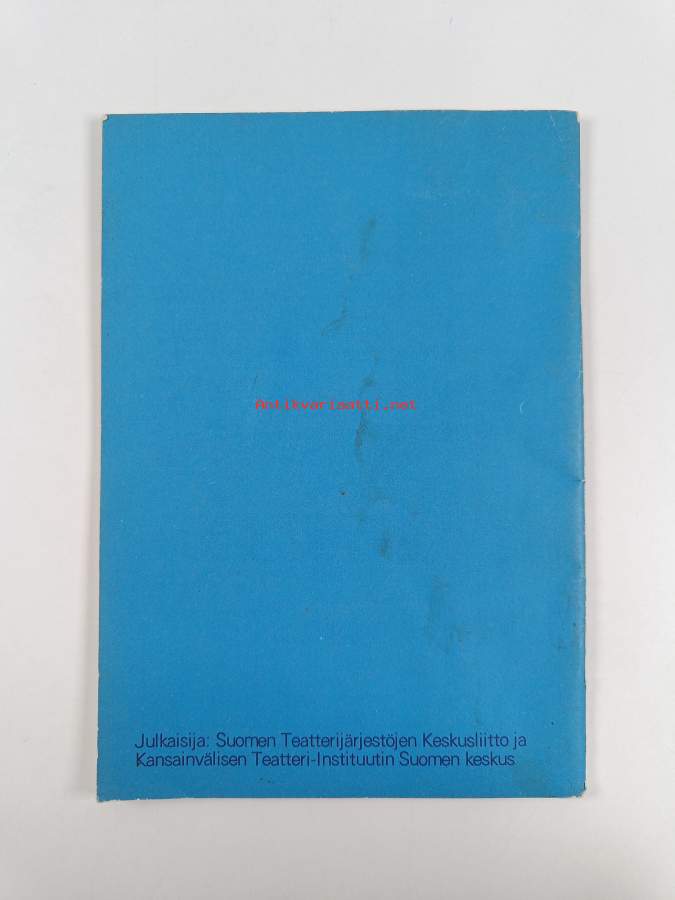 Antikvariaatti.net
Julkaisija: Suomen Teatterijärjestöjen Keskusliitto ja
Kansainvälisen Teatteri-Instituutin Suomen keskus